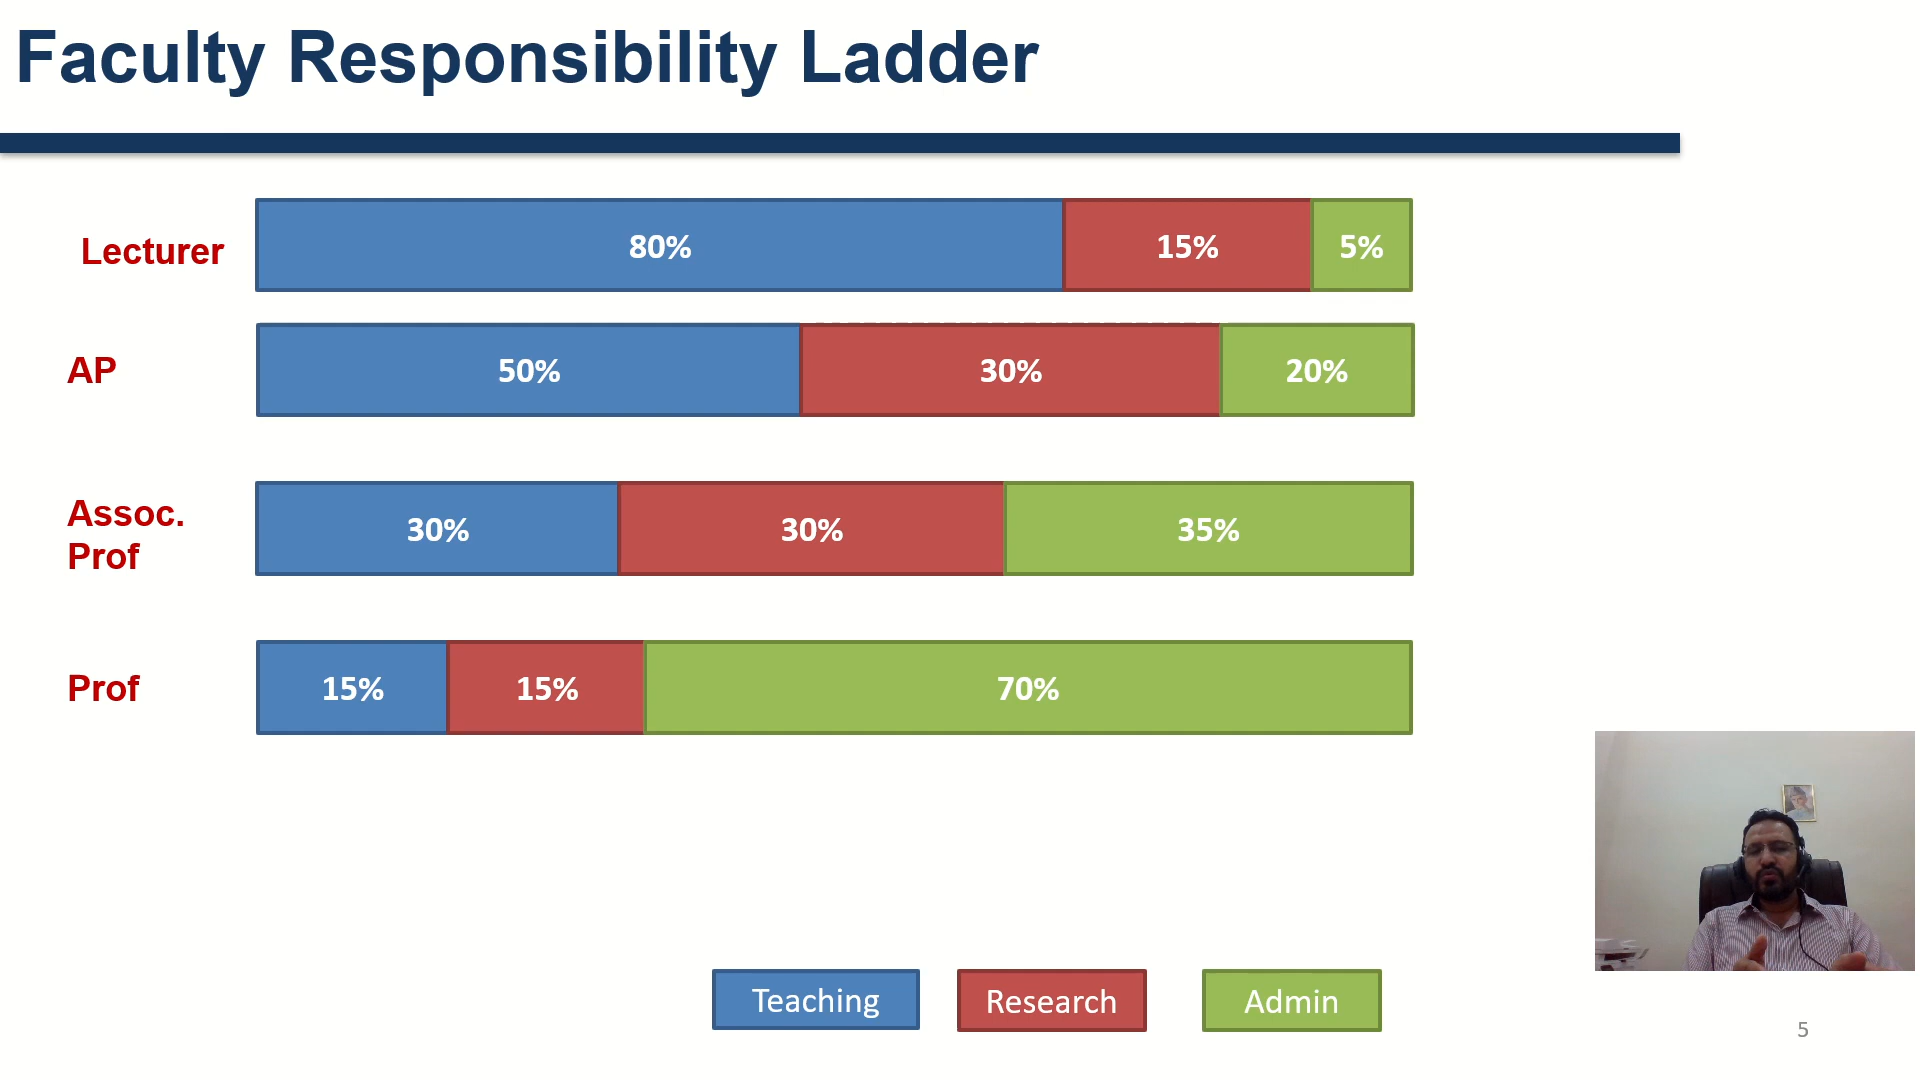 Faculty Responsibility Ladder
Lecturer
80%
15%
5%
AP
50%
30%
20%
Assoc.
Prof
30%
30%
35%
Prof
15%
15%
70%
Teaching
Research
Admin
5